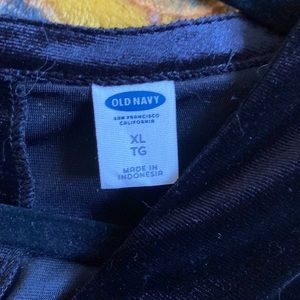 OLD NAVY
SAN FRANCISCO
CALIFORNIA
XL
TG
MADE IN
INDONESIA